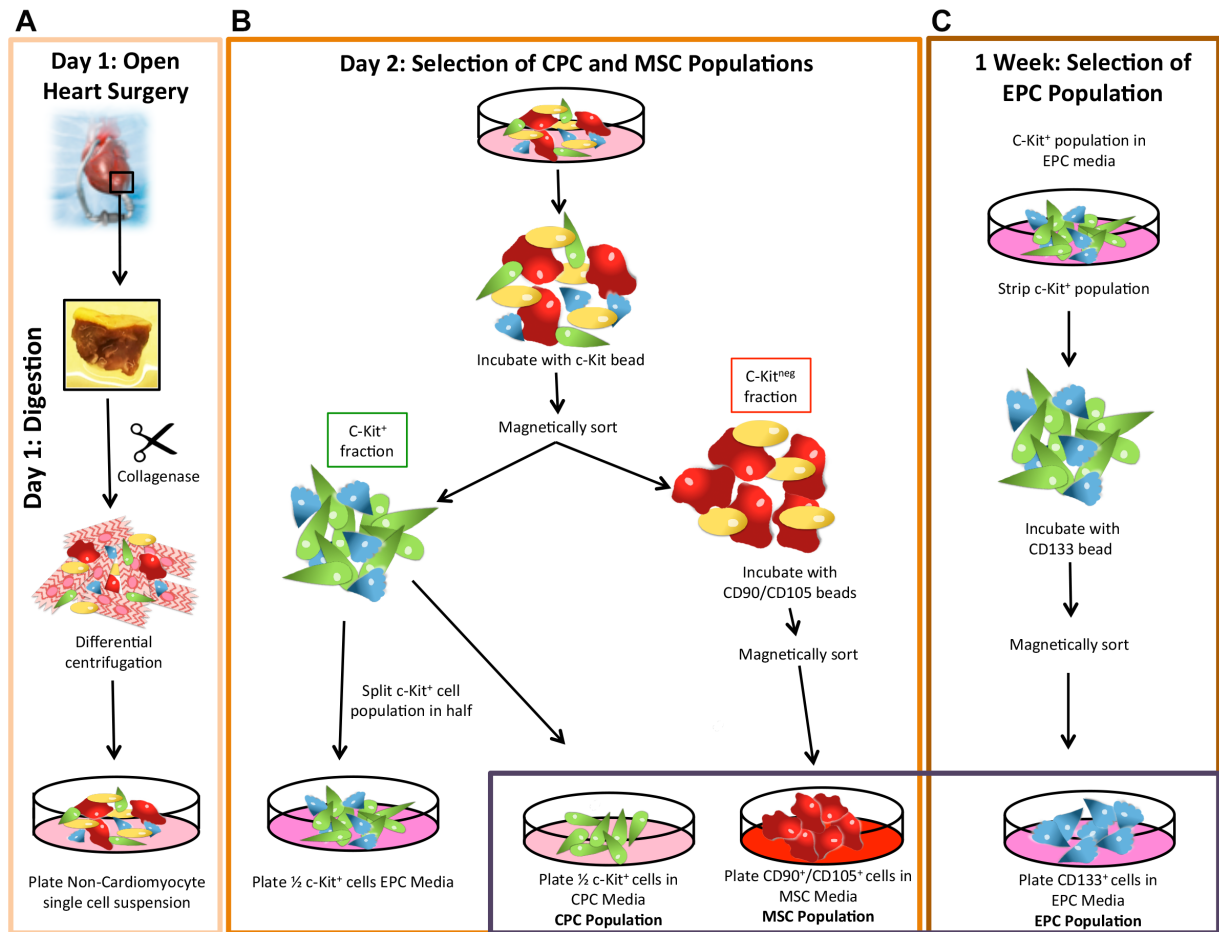 A
Day 1: Open
Heart Surgery
Day 1: Digestion
Collagenase
Differential
centrifugation
Plate Non-Cardiomyocyte
single cell suspension
B
Day 2: Selection of CPC and MSC Populations
Incubate with c-Kit bead
Magnetically sort
C-Kit⁺
fraction
C-Kitⁿᵉᵍ
fraction
Incubate with
CD90/CD105 beads
Magnetically sort
Split c-Kit⁺ cell
population in half
Plate ½ c-Kit⁺ cells EPC Media
Plate ½ c-Kit⁺ cells in
CPC Media
CPC Population
Plate CD90⁺/CD105⁺ cells in
MSC Media
MSC Population
C
1 Week: Selection of
EPC Population
C-Kit⁺ population in
EPC media
Strip c-Kit⁺ population
Incubate with
CD133 bead
Magnetically sort
Plate CD133⁺ cells in
EPC Media
EPC Population